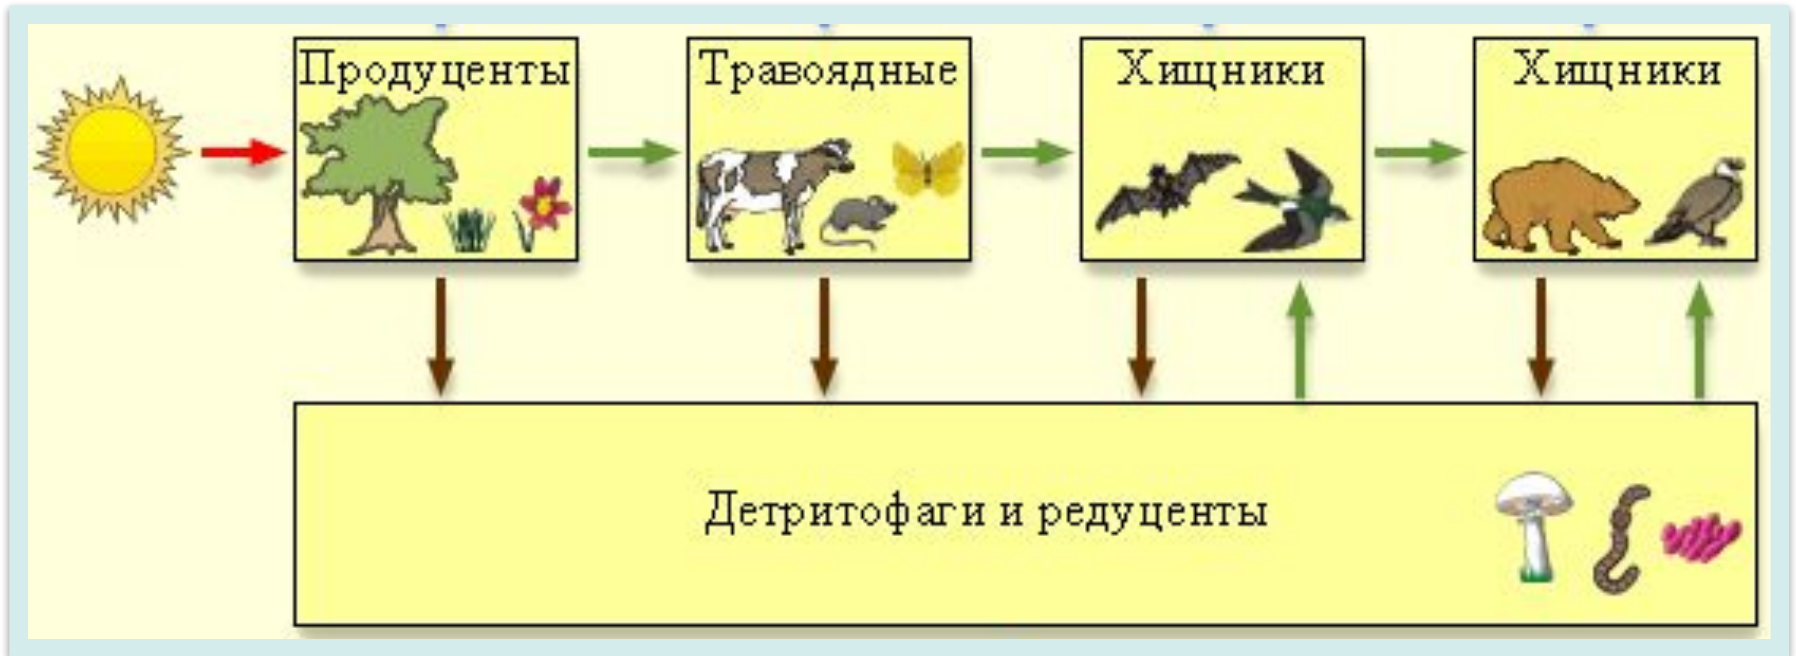 Продуценты
Травоядные
Хищники
Хищники
Детритофаги и редуценты